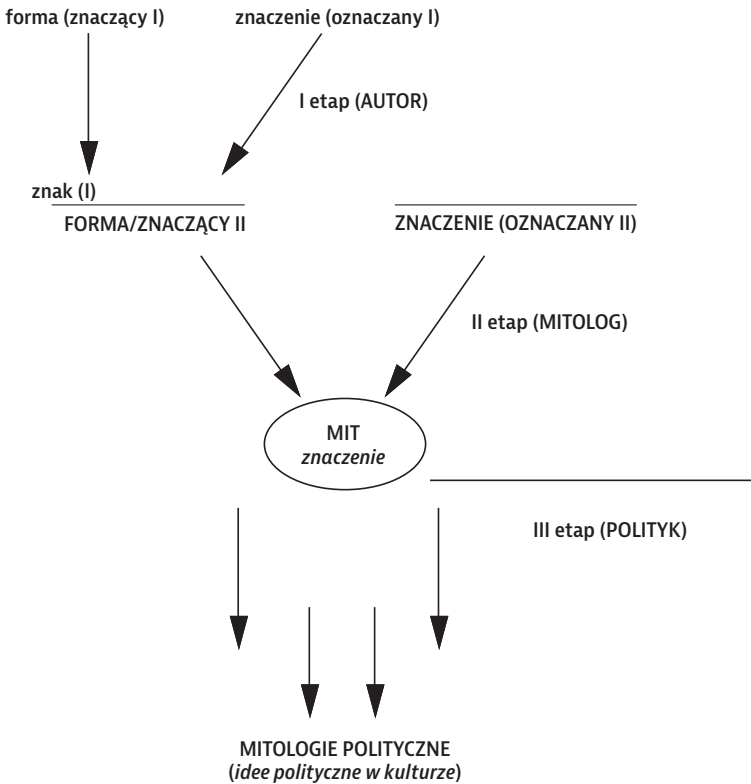 forma (znaczący I)
znaczenie (oznaczany I)
I etap (AUTOR)
znak (I)
FORMA/ZNACZĄCY II
ZNACZENIE (OZNACZANY II)
II etap (MITOLOG)
MIT
znaczenie
III etap (POLITYK)
MITOLOGIE POLITYCZNE
(idee polityczne w kulturze)